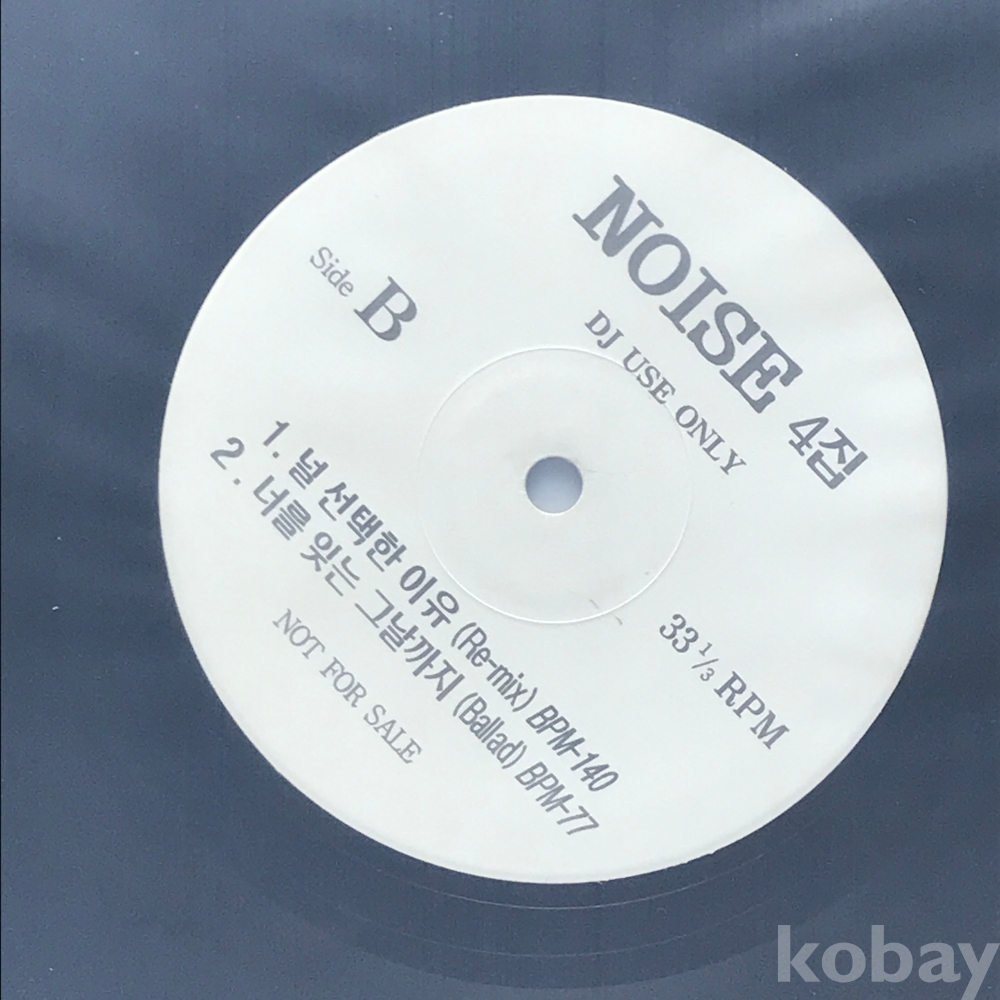 NOISE 4집
DJ USE ONLY
Side B
33 1/3 RPM
1. 널 선택한 이유 (Re-mix) BPM-140
2. 너를 잊는 그날까지 (Ballad) BPM-77
NOT FOR SALE
kobay